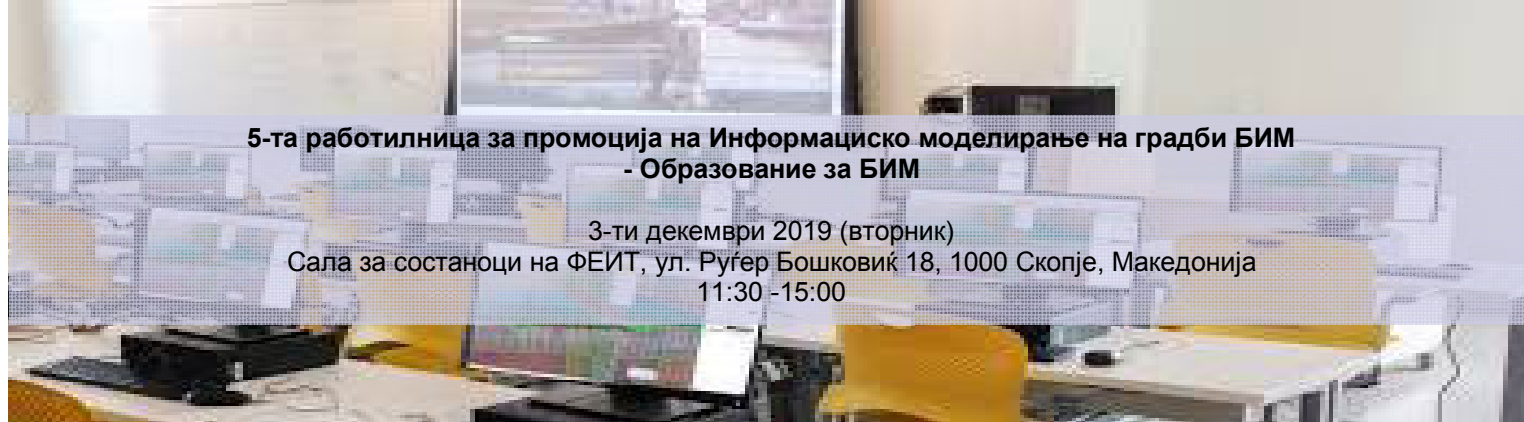 5-та работилница за промоција на Информациско моделирање на градби БИМ
- Образование за БИМ
3-ти декември 2019 (вторник)
Сала за состаноци на ФЕИТ, ул. Руѓер Бошковиќ 18, 1000 Скопје, Македонија
11:30 -15:00